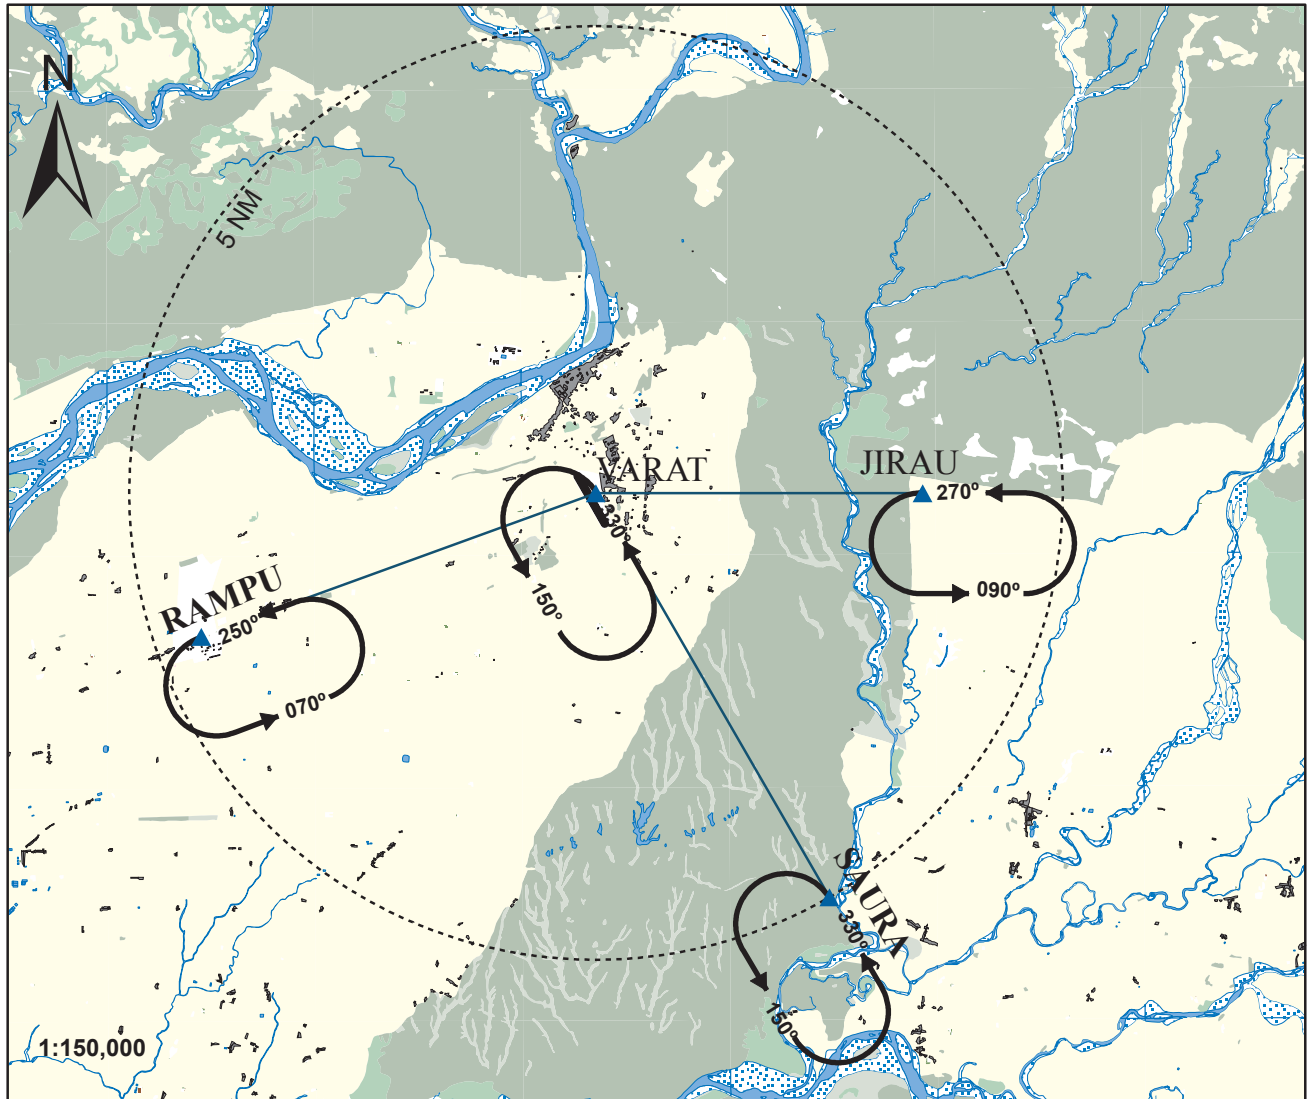 N
5 NM
VARAT
JIRAU
270º
330º
RAMPU
250º
150º
090º
070º
SAURA
330º
150º
1:150,000